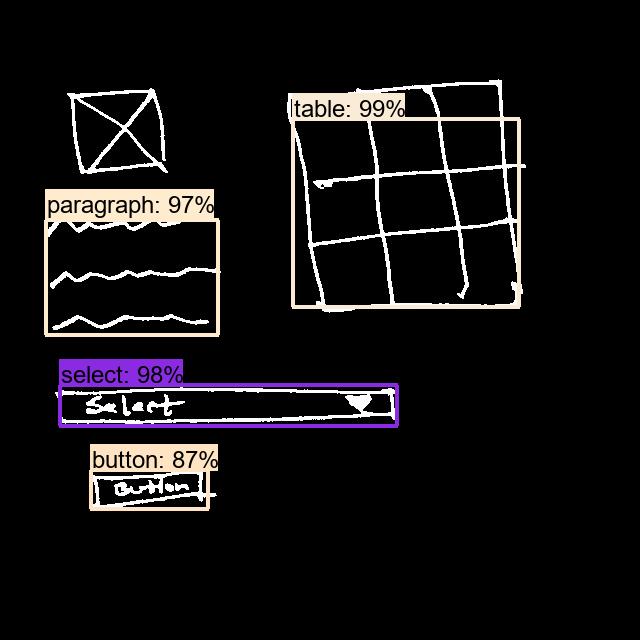 table: 99%
paragraph: 97%
select: 98%
Select
button: 87%
Button